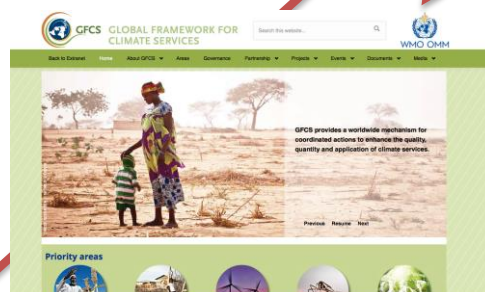 GFCS GLOBAL FRAMEWORK FOR
CLIMATE SERVICES
Search this website...
WMO OMM
Back to Extranet Home About GFCS Areas Governance Partnership Projects Events Documents Media
GFCS provides a worldwide mechanism for
coordinated actions to enhance the quality,
quantity and application of climate services.
Previous Resume Next
Priority areas